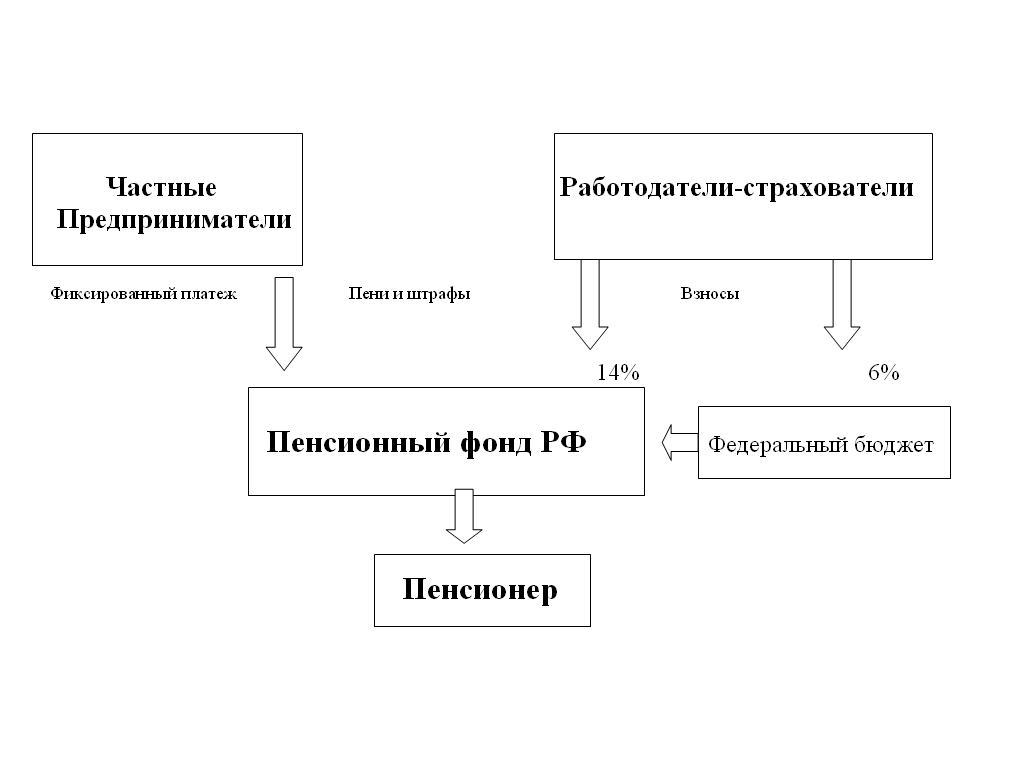 Частные
Предприниматели
Работодатели-страхователи
Фиксированный платеж
Пени и штрафы
Взносы
14%
6%
Пенсионный фонд РФ
Федеральный бюджет
Пенсионер